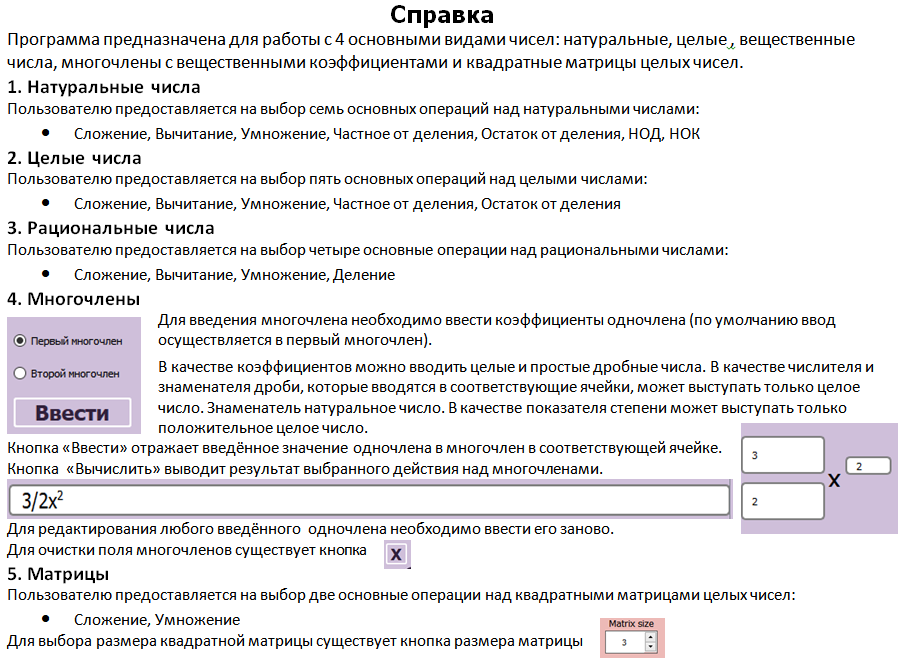 Справка
Программа предназначена для работы с 4 основными видами чисел: натуральные, целые , вещественные
числа, многочлены с вещественными коэффициентами и квадратные матрицы целых чисел.
1. Натуральные числа
Пользователю предоставляется на выбор семь основных операций над натуральными числами:
• Сложение, Вычитание, Умножение, Частное от деления, Остаток от деления, НОД, НОК
2. Целые числа
Пользователю предоставляется на выбор пять основных операций над целыми числами:
• Сложение, Вычитание, Умножение, Частное от деления, Остаток от деления
3. Рациональные числа
Пользователю предоставляется на выбор четыре основные операции над рациональными числами:
• Сложение, Вычитание, Умножение, Деление
4. Многочлены
Первый многочлен
Второй многочлен
Ввести
Для введения многочлена необходимо ввести коэффициенты одночлена (по умолчанию ввод
осуществляется в первый многочлен).
В качестве коэффициентов можно вводить целые и простые дробные числа. В качестве числителя и
знаменателя дроби, которые вводятся в соответствующие ячейки, может выступать только целое
число. Знаменатель натуральное число. В качестве показателя степени может выступать только
положительное целое число.
Кнопка «Ввести» отражает введённое значение одночлена в многочлен в соответствующей ячейке.
Кнопка «Вычислить» выводит результат выбранного действия над многочленами.
3
2
X
2
3/2x²
Для редактирования любого введённого одночлена необходимо ввести его заново.
Для очистки поля многочленов существует кнопка X
5. Матрицы
Пользователю предоставляется на выбор две основные операции над квадратными матрицами целых чисел:
• Сложение, Умножение
Для выбора размера квадратной матрицы существует кнопка размера матрицы
Matrix size
3